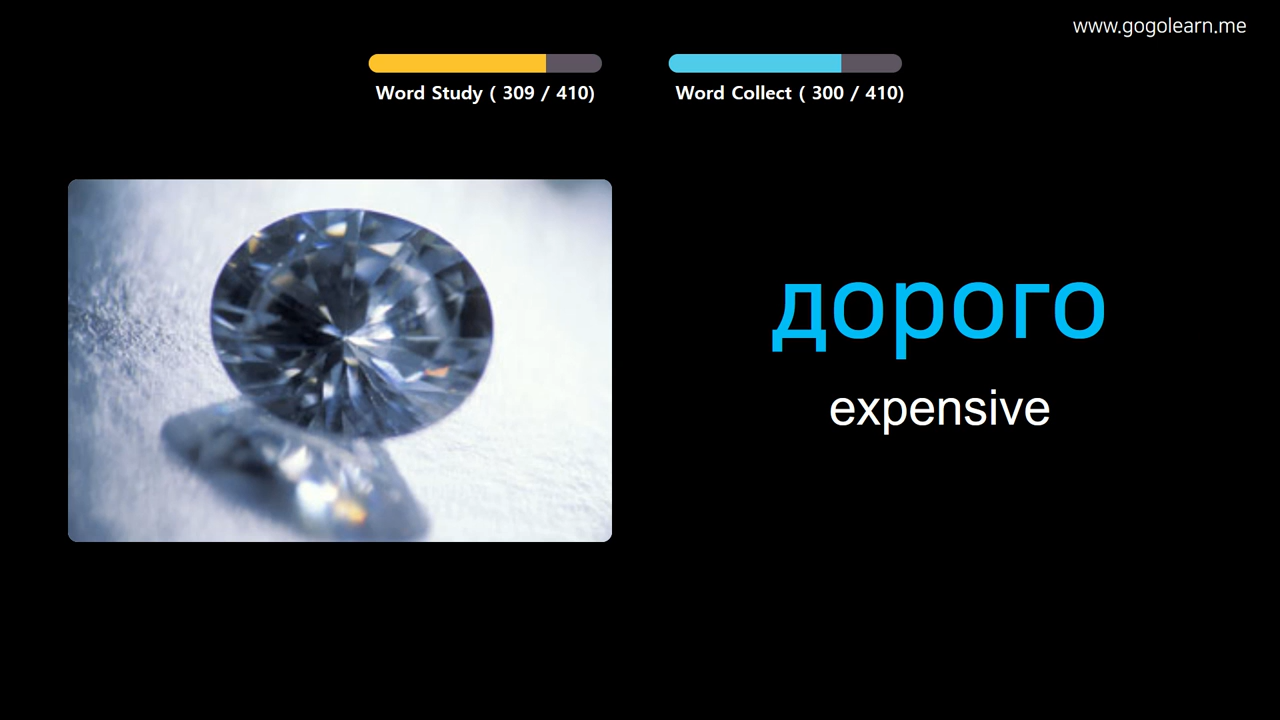 www.gogolearn.me
Word Study ( 309 / 410)
Word Collect ( 300 / 410)
дорого
expensive